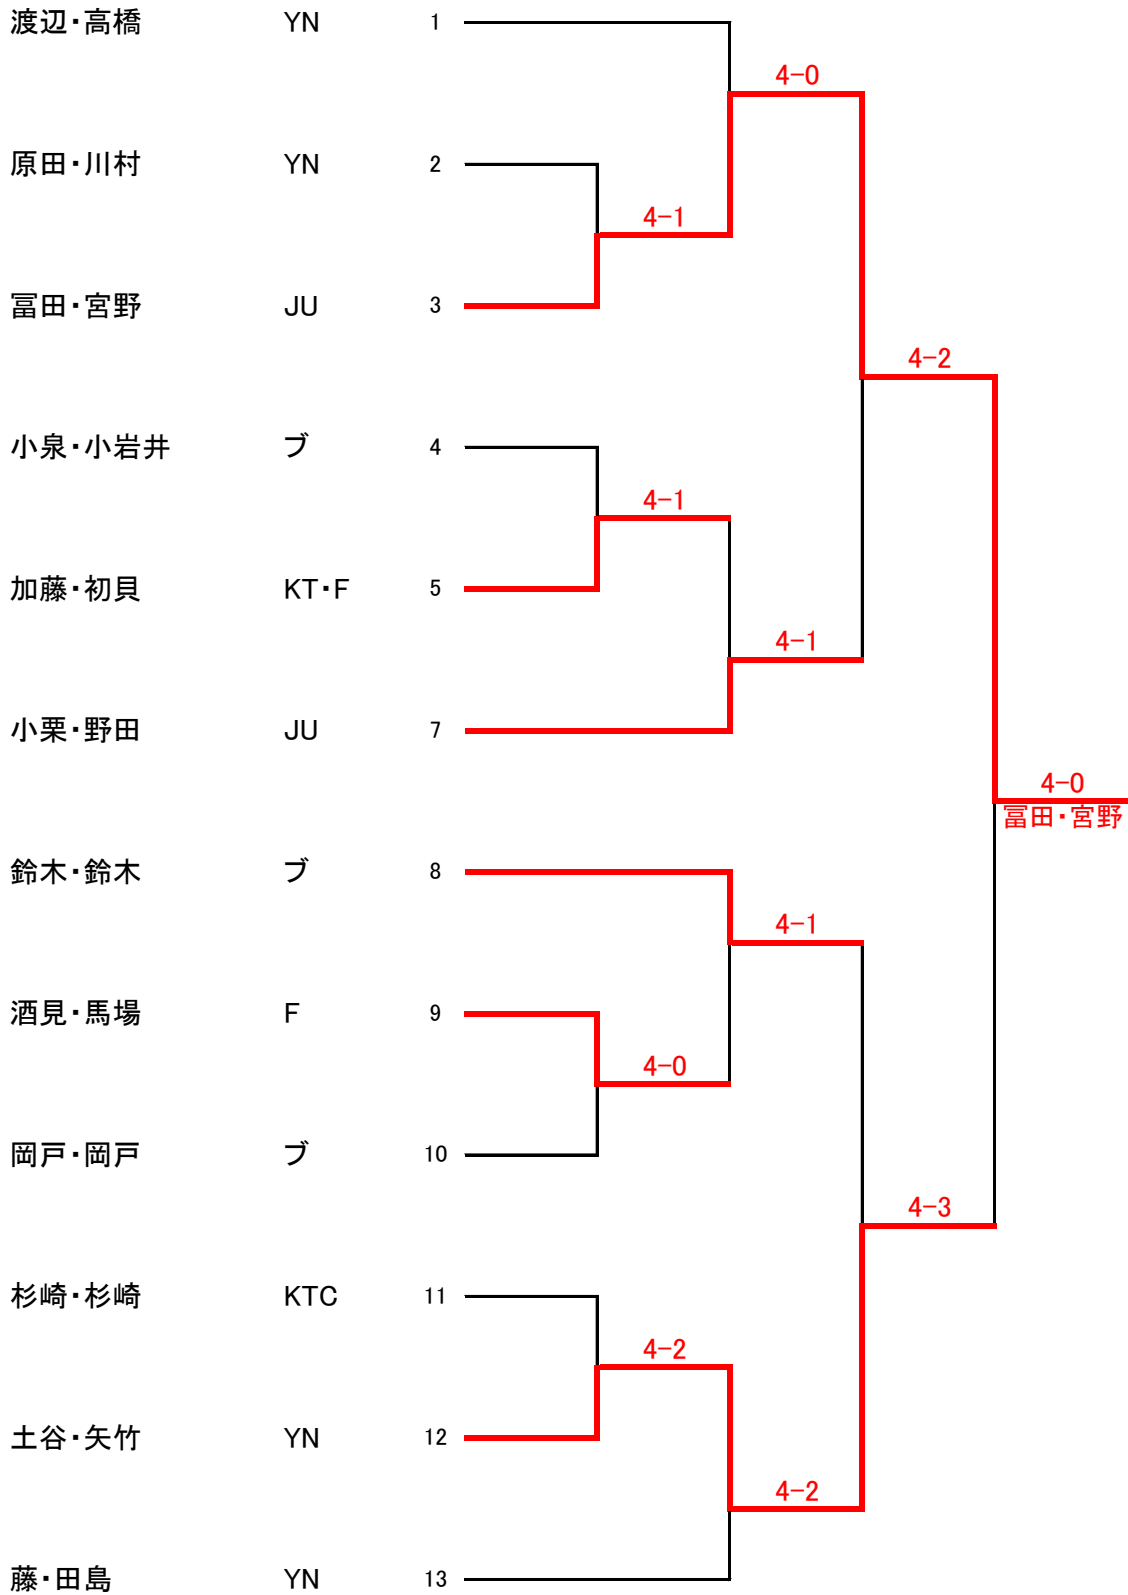 渡辺・高橋 YN 1
4-0
原田・川村 YN 2
4-1
冨田・宮野 JU 3
4-2
小泉・小岩井 ブ 4
4-1
加藤・初貝 KT・F 5
4-1
小栗・野田 JU 7
4-0
冨田・宮野
鈴木・鈴木 ブ 8
4-1
酒見・馬場 F 9
4-0
岡戸・岡戸 ブ 10
4-3
杉崎・杉崎 KTC 11
4-2
土谷・矢竹 YN 12
4-2
藤・田島 YN 13